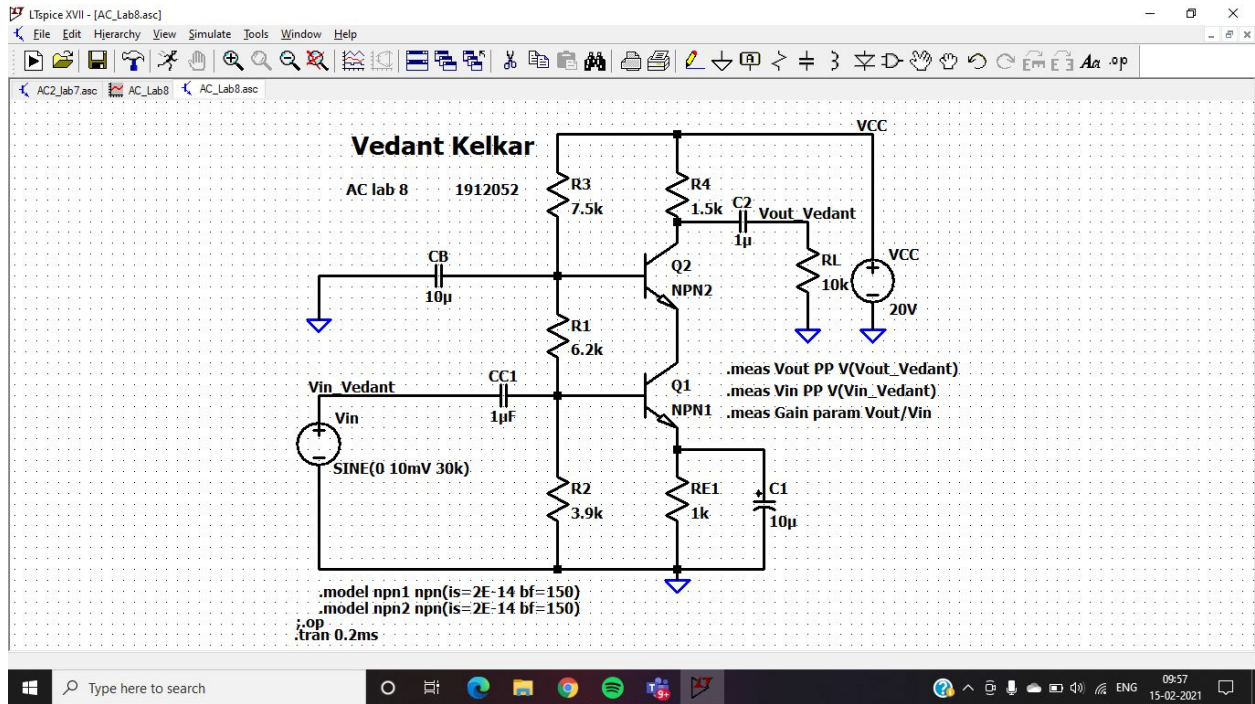 LTspice XVII - [AC_Lab8.asc]
File Edit Hierarchy View Simulate Tools Window Help
Aa .op
AC2_lab7.asc AC_Lab8 AC_Lab8.asc
VCC
Vedant Kelkar
AC lab 8 1912052
R3
7.5k
R4
1.5k
C2
1µ
Vout_Vedant
CB
10µ
Q2
NPN2
RL
10k
VCC
20V
R1
6.2k
Vin_Vedant
CC1
1µF
Q1
NPN1
.meas Vout PP V(Vout_Vedant)
.meas Vin PP V(Vin_Vedant)
.meas Gain param Vout/Vin
Vin
SINE(0 10mV 30k)
R2
3.9k
RE1
1k
C1
10µ
.model npn1 npn(is=2E-14 bf=150)
.model npn2 npn(is=2E-14 bf=150)
;.op
.tran 0.2ms
Type here to search
9+
ENG
09:57
15-02-2021